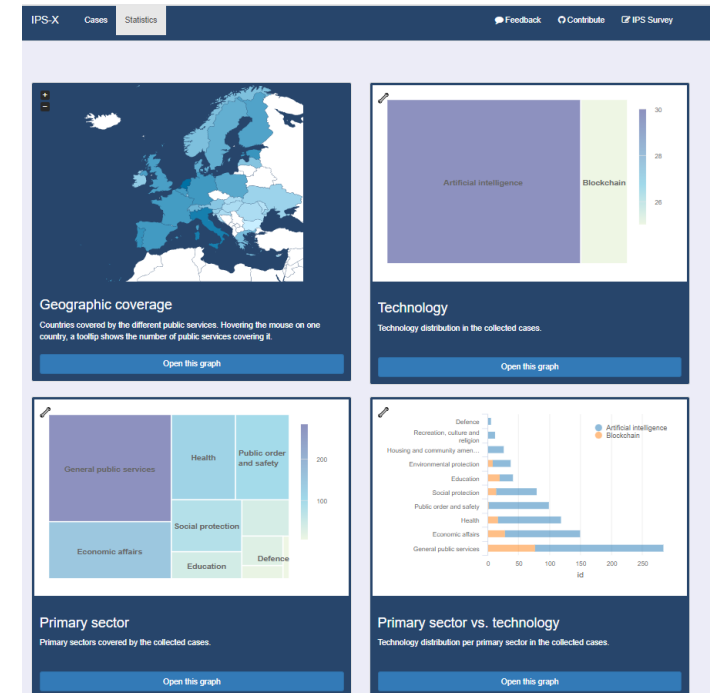 IPS-X Cases Statistics Feedback Contribute IPS Survey
+
−
Geographic coverage
Countries covered by the different public services. Hovering the mouse on one
country, a tooltip shows the number of public services covering it.
Open this graph
Artificial intelligence
Blockchain
30
28
26
Technology
Technology distribution in the collected cases.
Open this graph
General public services
Health
Public order
and safety
Economic affairs
Social protection
Education
Defence
200
100
Primary sector
Primary sectors covered by the collected cases.
Open this graph
Defence
Recreation, culture and
religion
Housing and community amen...
Environmental protection
Education
Social protection
Public order and safety
Health
Economic affairs
General public services
0 50 100 150 200 250
id
Artificial intelligence
Blockchain
Primary sector vs. technology
Technology distribution per primary sector in the collected cases.
Open this graph